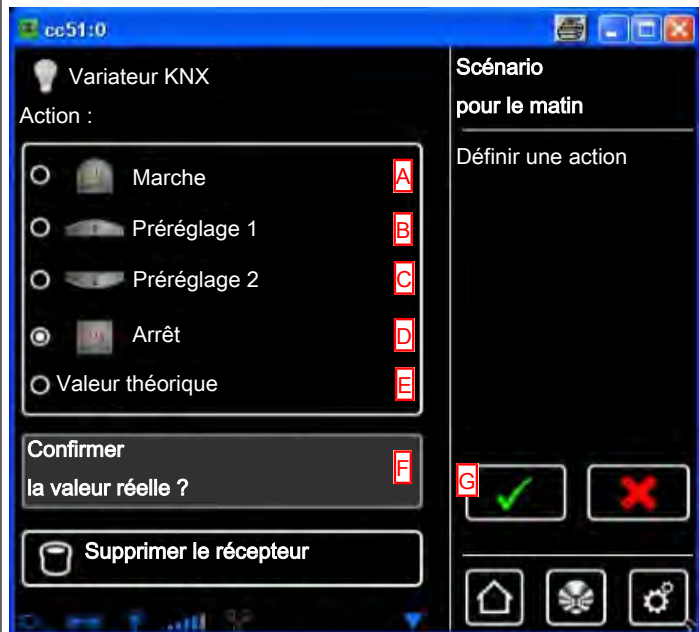 cc51:0
Variateur KNX
Action :
Marche
A
Préréglage 1
B
Préréglage 2
C
Arrêt
D
Valeur théorique
E
Confirmer
la valeur réelle ?
F
Supprimer le récepteur
Scénario
pour le matin
Définir une action
G